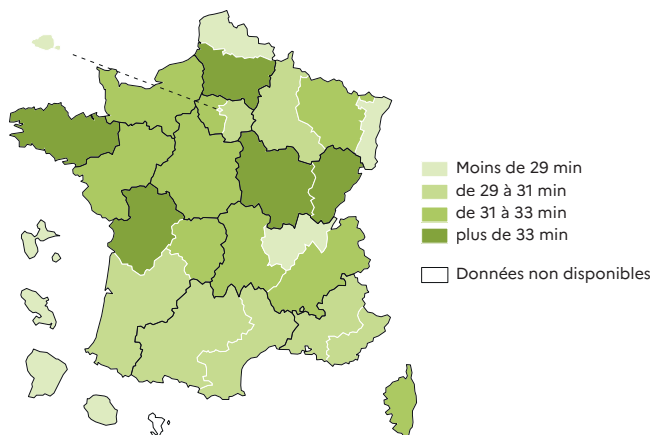 Moins de 29 min
de 29 à 31 min
de 31 à 33 min
plus de 33 min
Données non disponibles